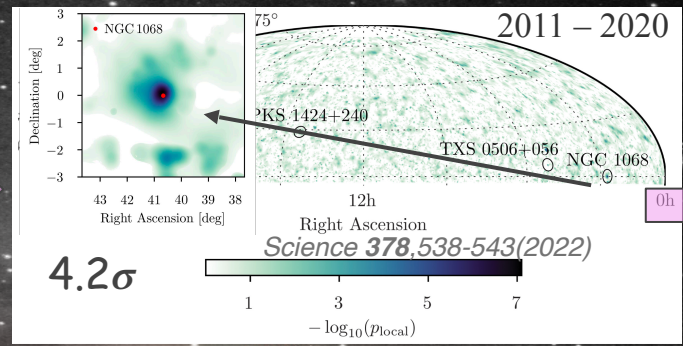 NGC 1068
3
2
1
0
−1
−2
−3
Declination [deg]
43 42 41 40 39 38
Right Ascension [deg]
75°
2011 – 2020
PKS 1424+240
TXS 0506+056
NGC 1068
12h
0h
Right Ascension
Science 378,538-543(2022)
4.2σ
1 3 5 7
− log₁₀(p_local)